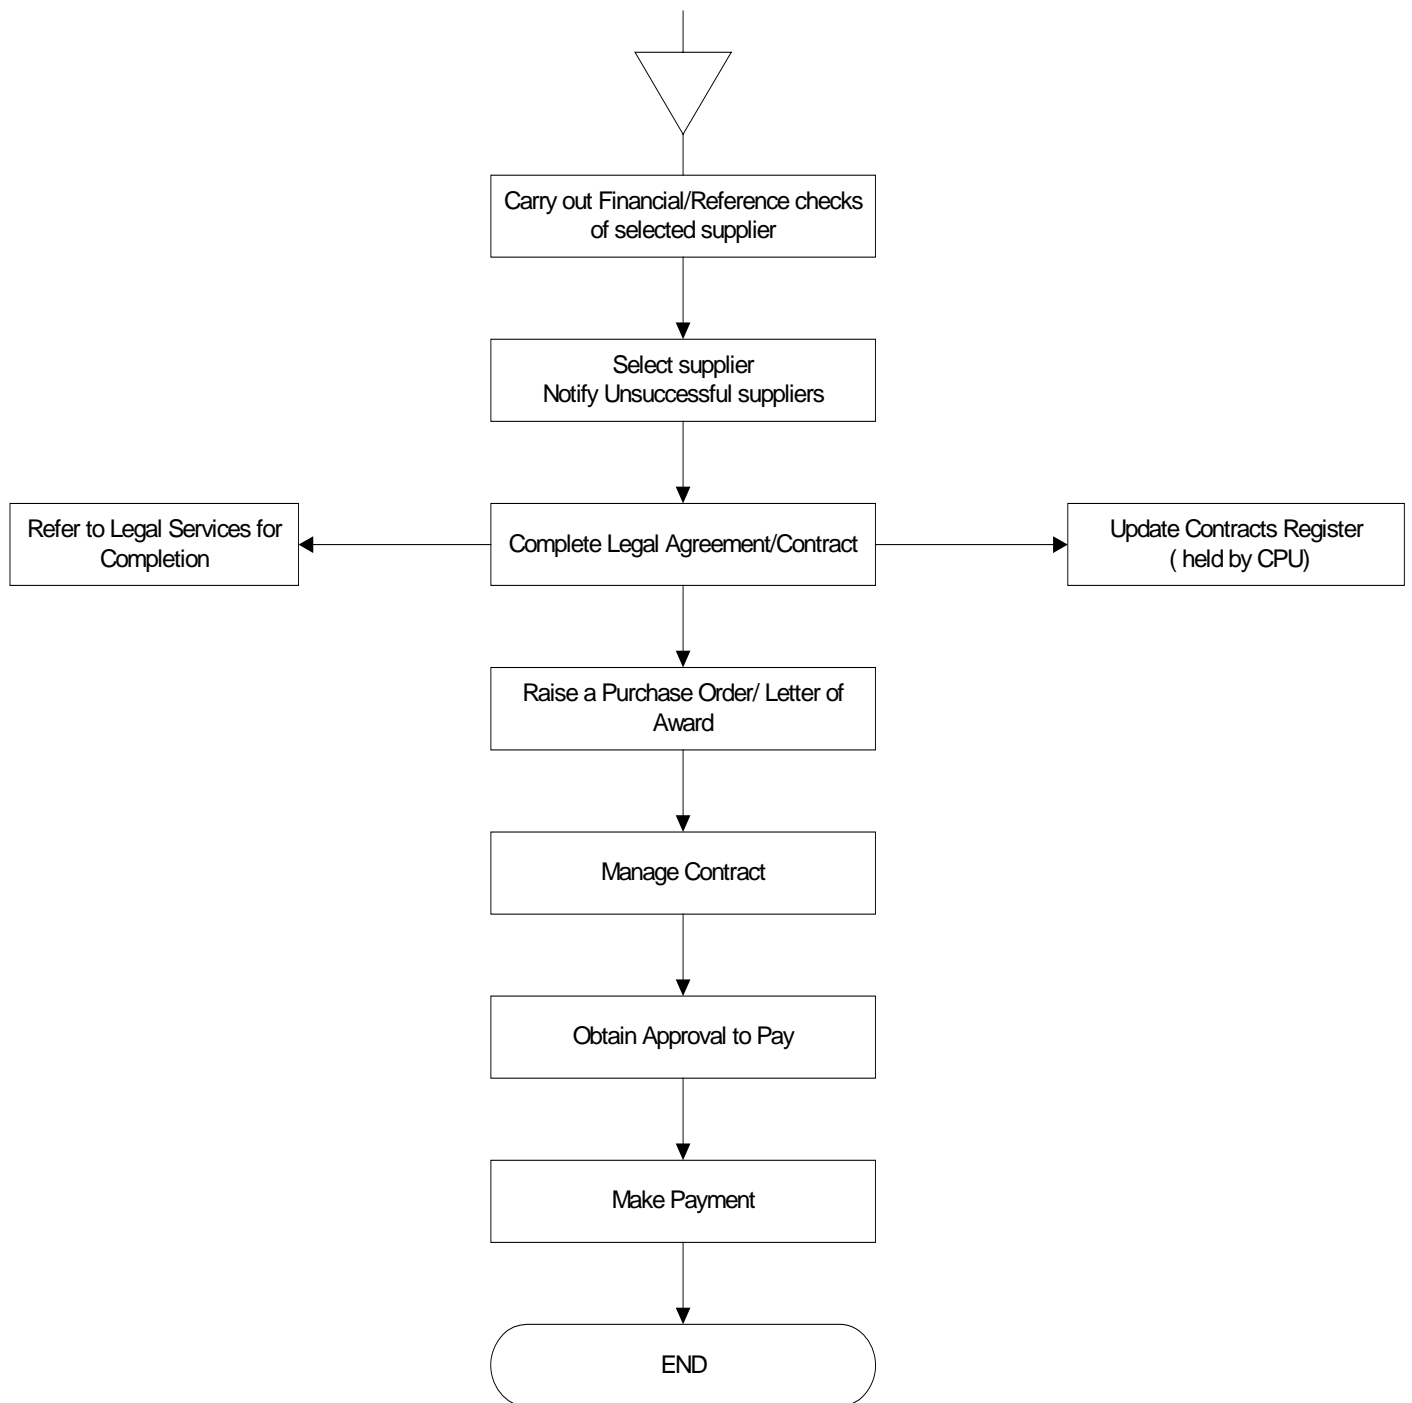 Carry out Financial/Reference checks
of selected supplier
Select supplier
Notify Unsuccessful suppliers
Refer to Legal Services for
Completion
Complete Legal Agreement/Contract
Update Contracts Register
( held by CPU)
Raise a Purchase Order/ Letter of
Award
Manage Contract
Obtain Approval to Pay
Make Payment
END